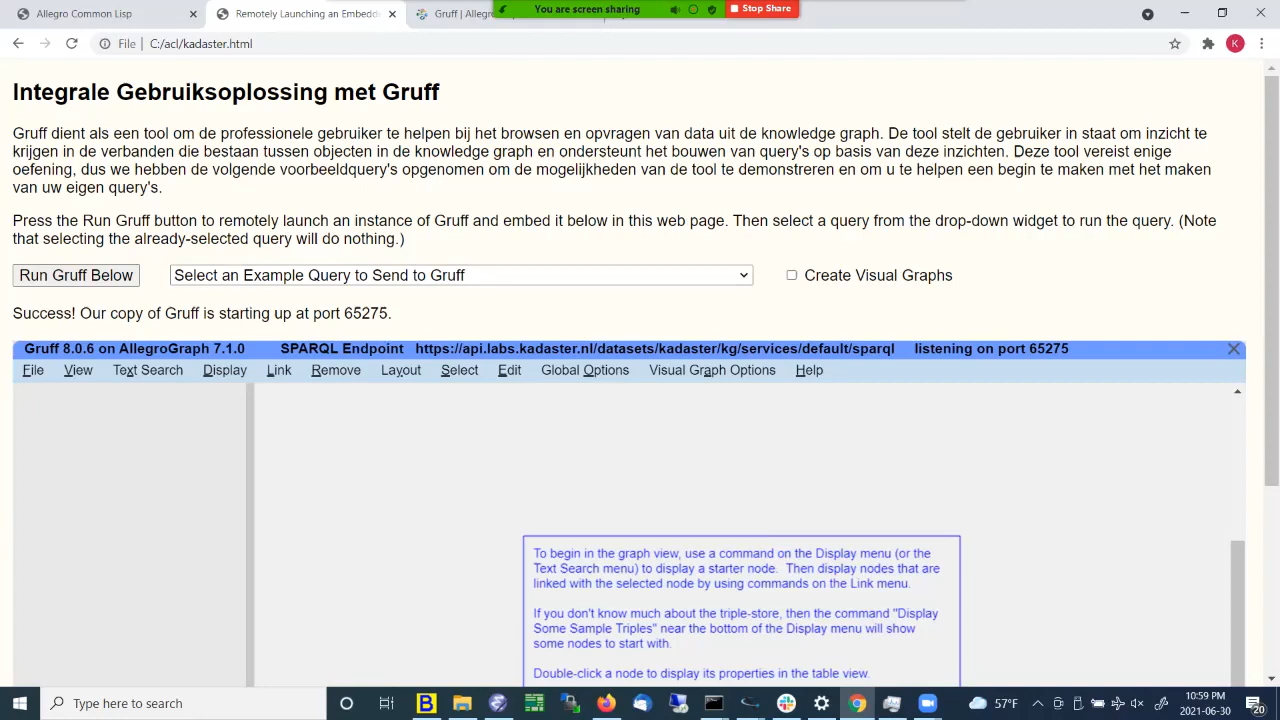 Allegro Common Lisp
Remotely Launching an Embedde
Gruff | Allegro
You are screen sharing
Stop Share
File | C:/acl/kadaster.html
K
Integrale Gebruiksoplossing met Gruff
Gruff dient als een tool om de professionele gebruiker te helpen bij het browsen en opvragen van data uit de knowledge graph. De tool stelt de gebruiker in staat om inzicht te
krijgen in de verbanden die bestaan tussen objecten in de knowledge graph en ondersteunt het bouwen van query's op basis van deze inzichten. Deze tool vereist enige
oefening, dus we hebben de volgende voorbeeldquery's opgenomen om de mogelijkheden van de tool te demonstreren en om u te helpen een begin te maken met het maken
van uw eigen query's.
Press the Run Gruff button to remotely launch an instance of Gruff and embed it below in this web page. Then select a query from the drop-down widget to run the query. (Note
that selecting the already-selected query will do nothing.)
Run Gruff Below
Select an Example Query to Send to Gruff
Create Visual Graphs
Success! Our copy of Gruff is starting up at port 65275.
Gruff 8.0.6 on AllegroGraph 7.1.0 SPARQL Endpoint https://api.labs.kadaster.nl/datasets/kadaster/kg/services/default/sparql listening on port 65275
File View Text Search Display Link Remove Layout Select Edit Global Options Visual Graph Options Help
To begin in the graph view, use a command on the Display menu (or the
Text Search menu) to display a starter node. Then display nodes that are
linked with the selected node by using commands on the Link menu.
If you don't know much about the triple-store, then the command "Display
Some Sample Triples" near the bottom of the Display menu will show
some nodes to start with.
Double-click a node to display its properties in the table view.
Type here to search
B
57°F
10:59 PM
2021-06-30
20